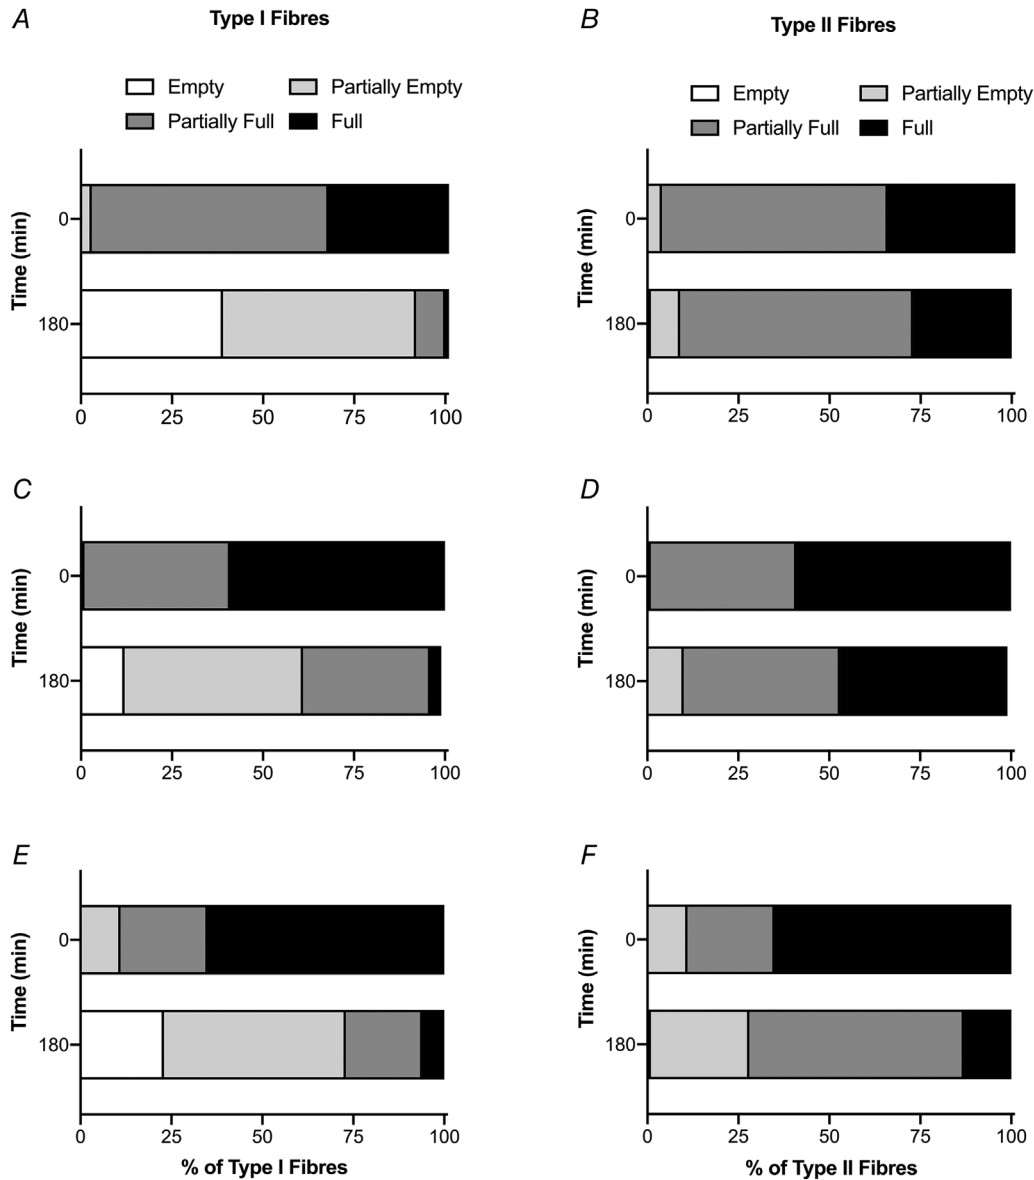 A
Type I Fibres
Empty
Partially Empty
Partially Full
Full
Time (min)
0
180
0 25 50 75 100
B
Type II Fibres
Empty
Partially Empty
Partially Full
Full
Time (min)
0
180
0 25 50 75 100
C
Time (min)
0
180
0 25 50 75 100
D
Time (min)
0
180
0 25 50 75 100
E
Time (min)
0
180
0 25 50 75 100
% of Type I Fibres
F
Time (min)
0
180
0 25 50 75 100
% of Type II Fibres